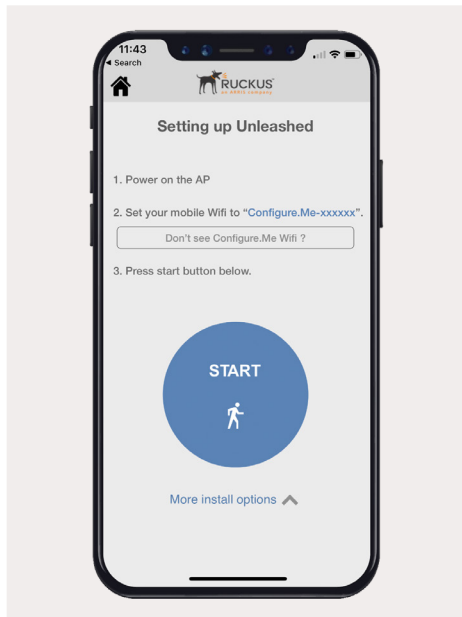 11:43
◀ Search
RUCKUS
an ARRIS company
Setting up Unleashed
1. Power on the AP
2. Set your mobile Wifi to “Configure.Me-xxxxxx”.
Don't see Configure.Me Wifi ?
3. Press start button below.
START
More install options